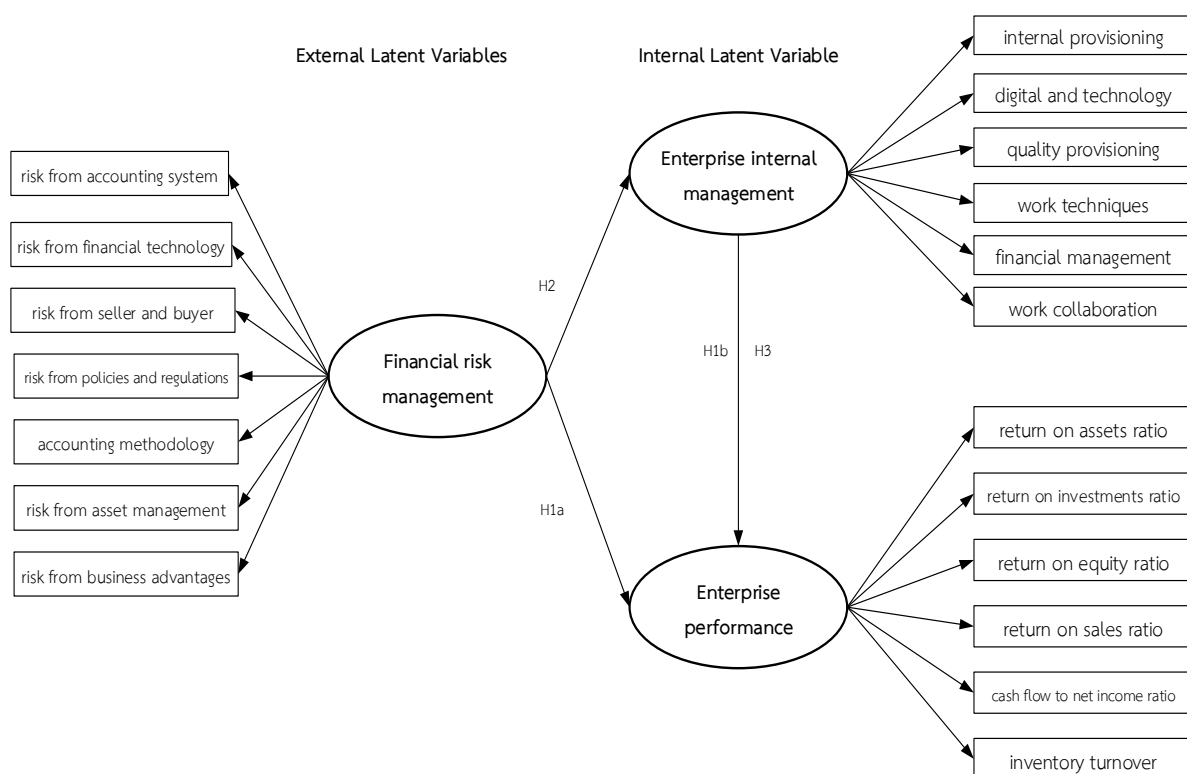 External Latent Variables
Internal Latent Variable
risk from accounting system
risk from financial technology
risk from seller and buyer
risk from policies and regulations
accounting methodology
risk from asset management
risk from business advantages
Financial risk
management
H2
H1a
Enterprise internal
management
H1b
H3
Enterprise
performance
internal provisioning
digital and technology
quality provisioning
work techniques
financial management
work collaboration
return on assets ratio
return on investments ratio
return on equity ratio
return on sales ratio
cash flow to net income ratio
inventory turnover